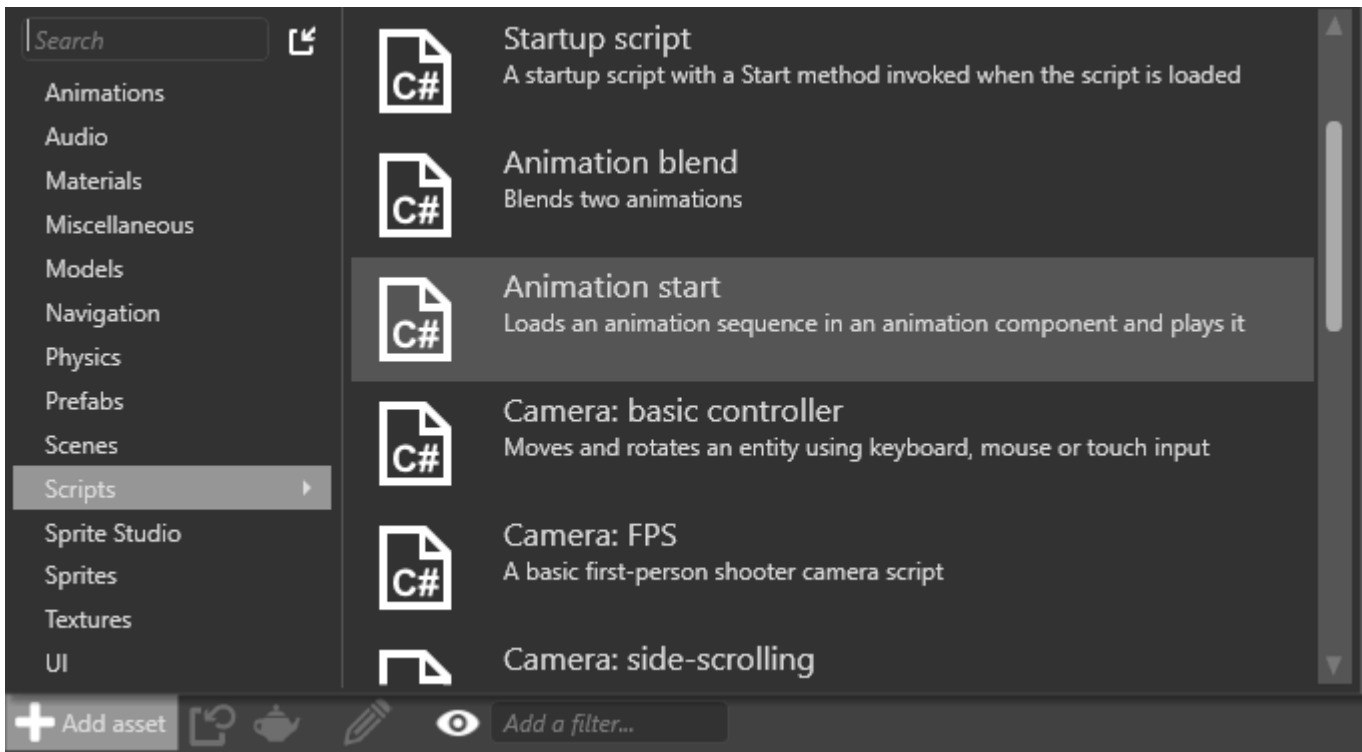 Search
Animations
Audio
Materials
Miscellaneous
Models
Navigation
Physics
Prefabs
Scenes
Scripts
Sprite Studio
Sprites
Textures
UI
C#
Startup script
A startup script with a Start method invoked when the script is loaded
C#
Animation blend
Blends two animations
C#
Animation start
Loads an animation sequence in an animation component and plays it
C#
Camera: basic controller
Moves and rotates an entity using keyboard, mouse or touch input
C#
Camera: FPS
A basic first-person shooter camera script
Camera: side-scrolling
Add asset
Add a filter...